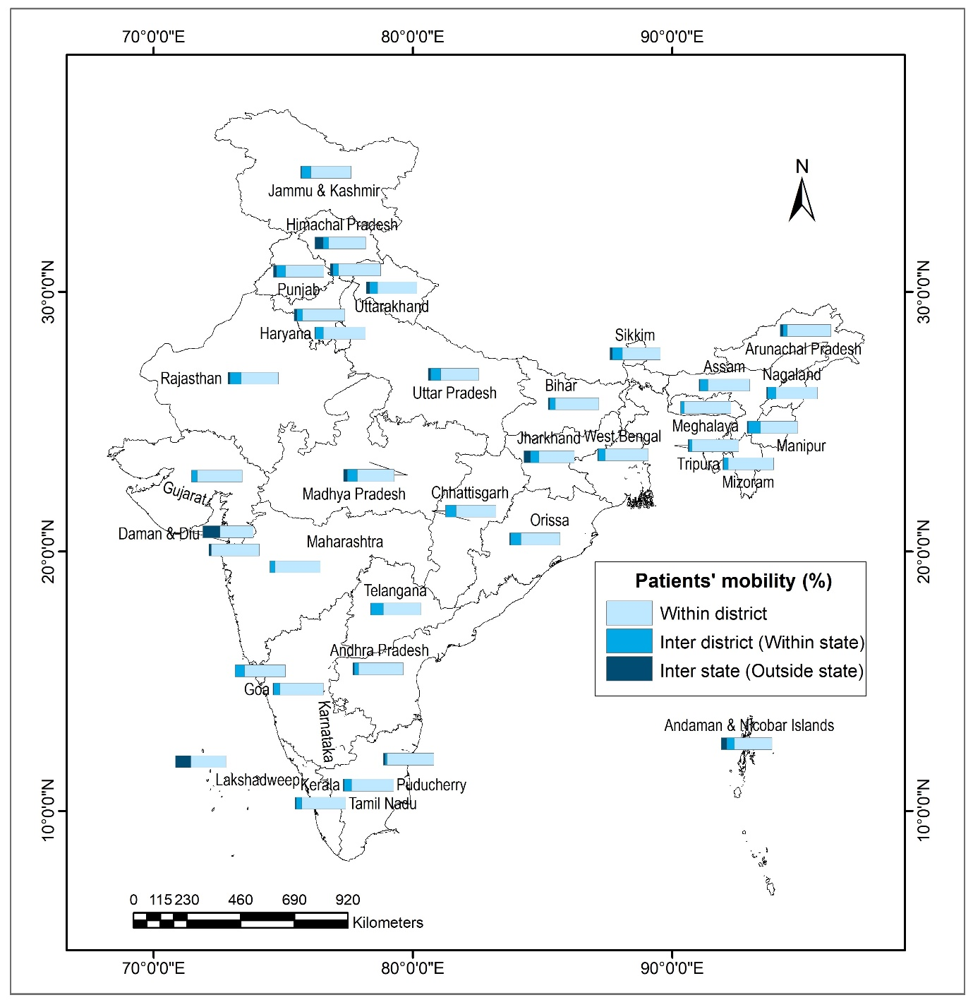 70°0'0"E 80°0'0"E 90°0'0"E
N
Jammu & Kashmir
Himachal Pradesh
30°0'0"N
30°0'0"N
Punjab
Uttarakhand
Haryana
Sikkim
Arunachal Pradesh
Assam
Nagaland
Rajasthan
Uttar Pradesh
Bihar
Meghalaya
Jharkhand
West Bengal
Manipur
Tripura
Mizoram
Gujarat
Madhya Pradesh
Chhattisgarh
Orissa
Daman & Diu
Maharashtra
20°0'0"N
20°0'0"N
Telangana
Patients' mobility (%)
Within district
Inter district (Within state)
Inter state (Outside state)
Andhra Pradesh
Goa
Karnataka
Andaman & Nicobar Islands
Lakshadweep
Kerala
Puducherry
Tamil Nadu
10°0'0"N
10°0'0"N
0 115 230 460 690 920
Kilometers
70°0'0"E 80°0'0"E 90°0'0"E